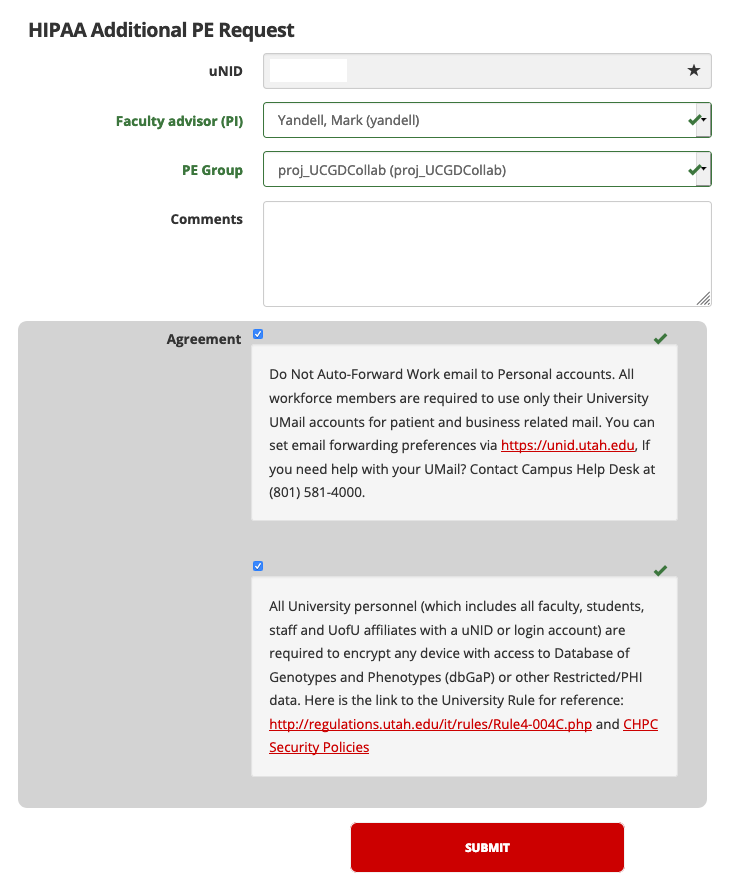 HIPAA Additional PE Request
uNID
Faculty advisor (PI)
Yandell, Mark (yandell)
PE Group
proj_UCGDCollab (proj_UCGDCollab)
Comments
Agreement
Do Not Auto-Forward Work email to Personal accounts. All
workforce members are required to use only their University
UMail accounts for patient and business related mail. You can
set email forwarding preferences via https://unid.utah.edu, If
you need help with your UMail? Contact Campus Help Desk at
(801) 581-4000.
All University personnel (which includes all faculty, students,
staff and UofU affiliates with a uNID or login account) are
required to encrypt any device with access to Database of
Genotypes and Phenotypes (dbGaP) or other Restricted/PHI
data. Here is the link to the University Rule for reference:
http://regulations.utah.edu/it/rules/Rule4-004C.php and CHPC
Security Policies
SUBMIT